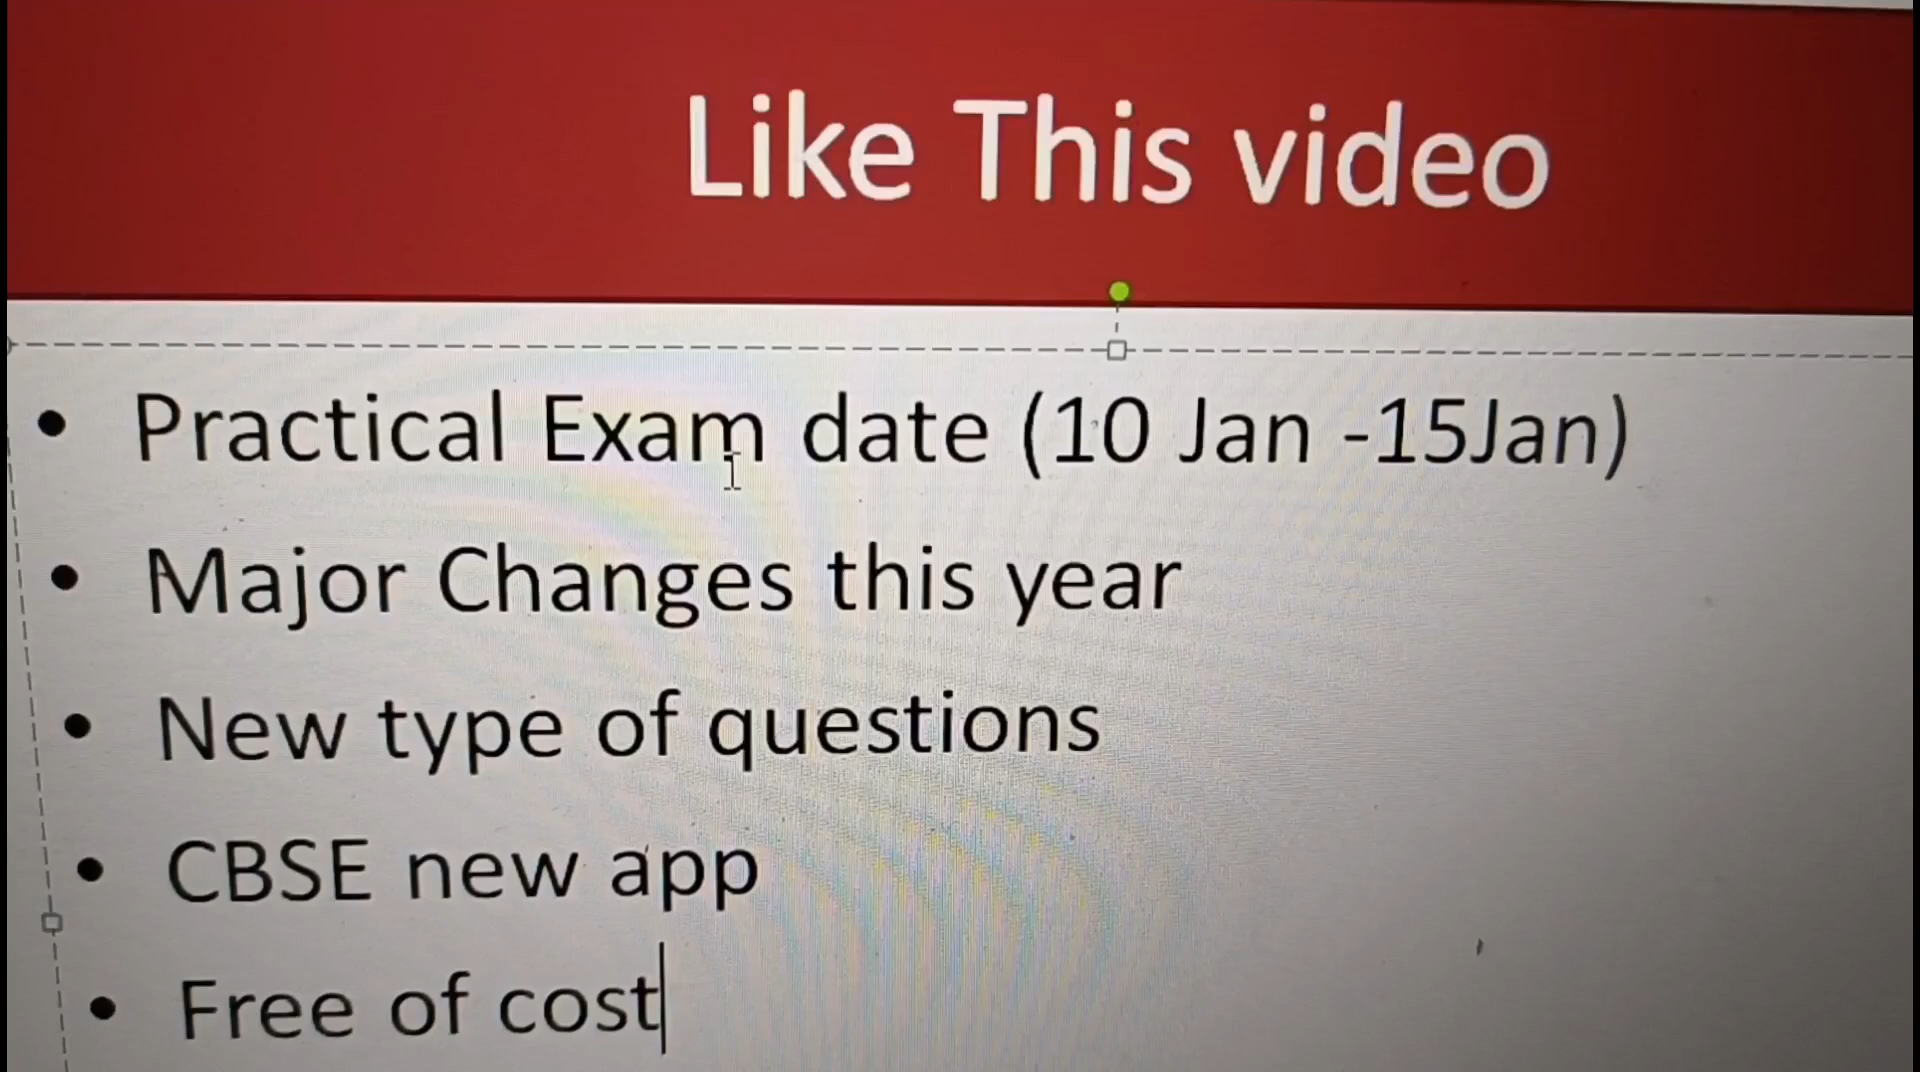 Like This video
• Practical Exam date (10 Jan -15Jan)
• Major Changes this year
• New type of questions
• CBSE new app
• Free of cost